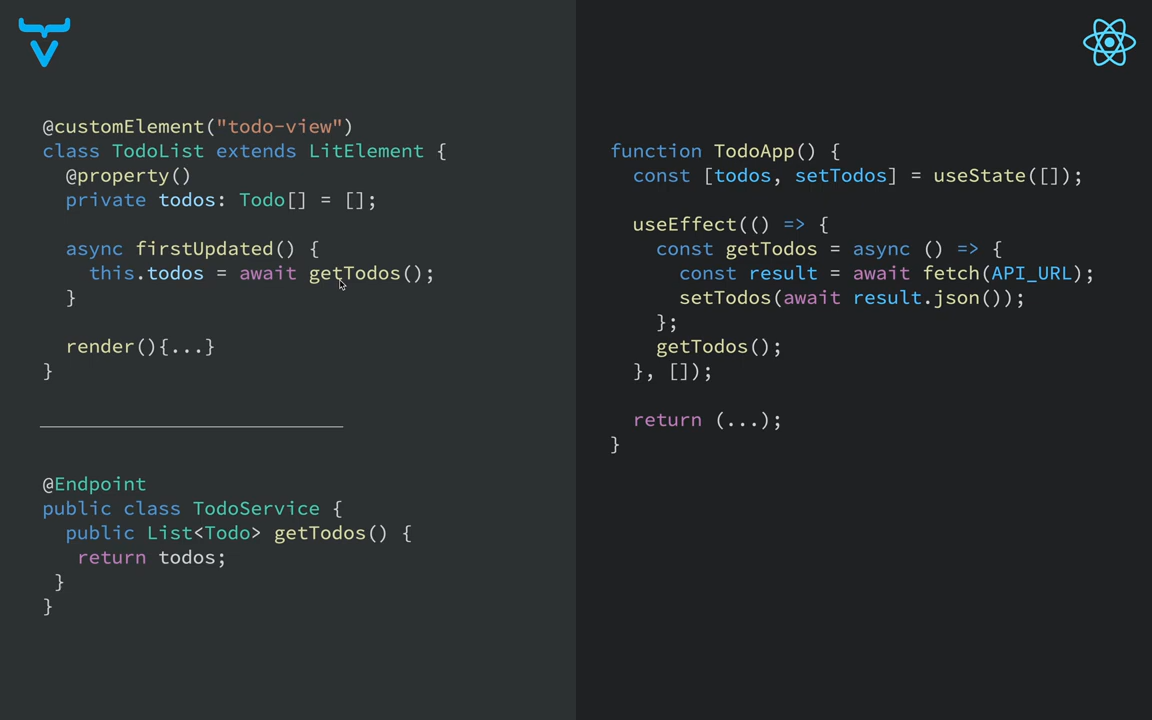 @customElement("todo-view")
class TodoList extends LitElement {
  @property()
  private todos: Todo[] = [];

  async firstUpdated() {
    this.todos = await getTodos();
  }

  render(){...}
}

@Endpoint
public class TodoService {
  public List<Todo> getTodos() {
   return todos;
 }
}

function TodoApp() {
  const [todos, setTodos] = useState([]);

  useEffect(() => {
    const getTodos = async () => {
      const result = await fetch(API_URL);
      setTodos(await result.json());
    };
    getTodos();
  }, []);

  return (...);
}